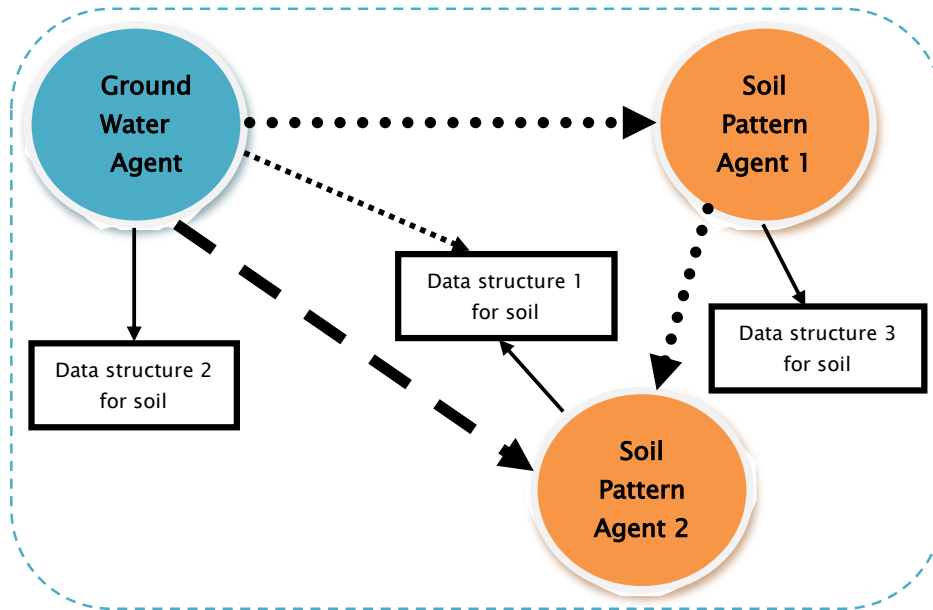 Ground
Water
Agent
Soil
Pattern
Agent 1
Data structure 1
for soil
Data structure 2
for soil
Data structure 3
for soil
Soil
Pattern
Agent 2